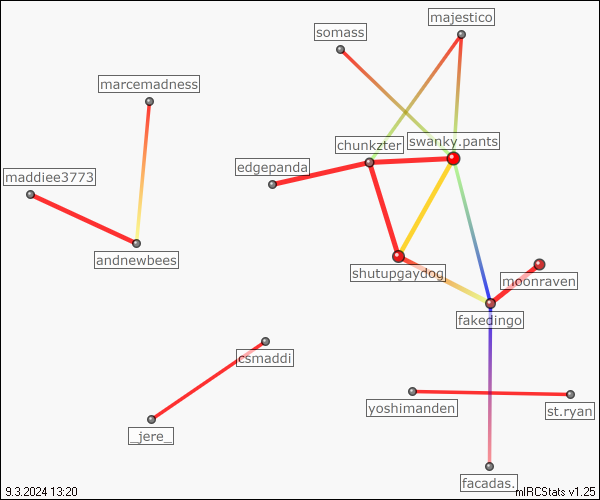 majestico
somass
marcemadness
chunkzter
swanky.pants
edgepanda
maddiee3773
andnewbees
shutupgaydog
moonraven
fakedingo
csmaddi
yoshimanden
st.ryan
_jere_
facadas.
9.3.2024 13:20
mIRCStats v1.25